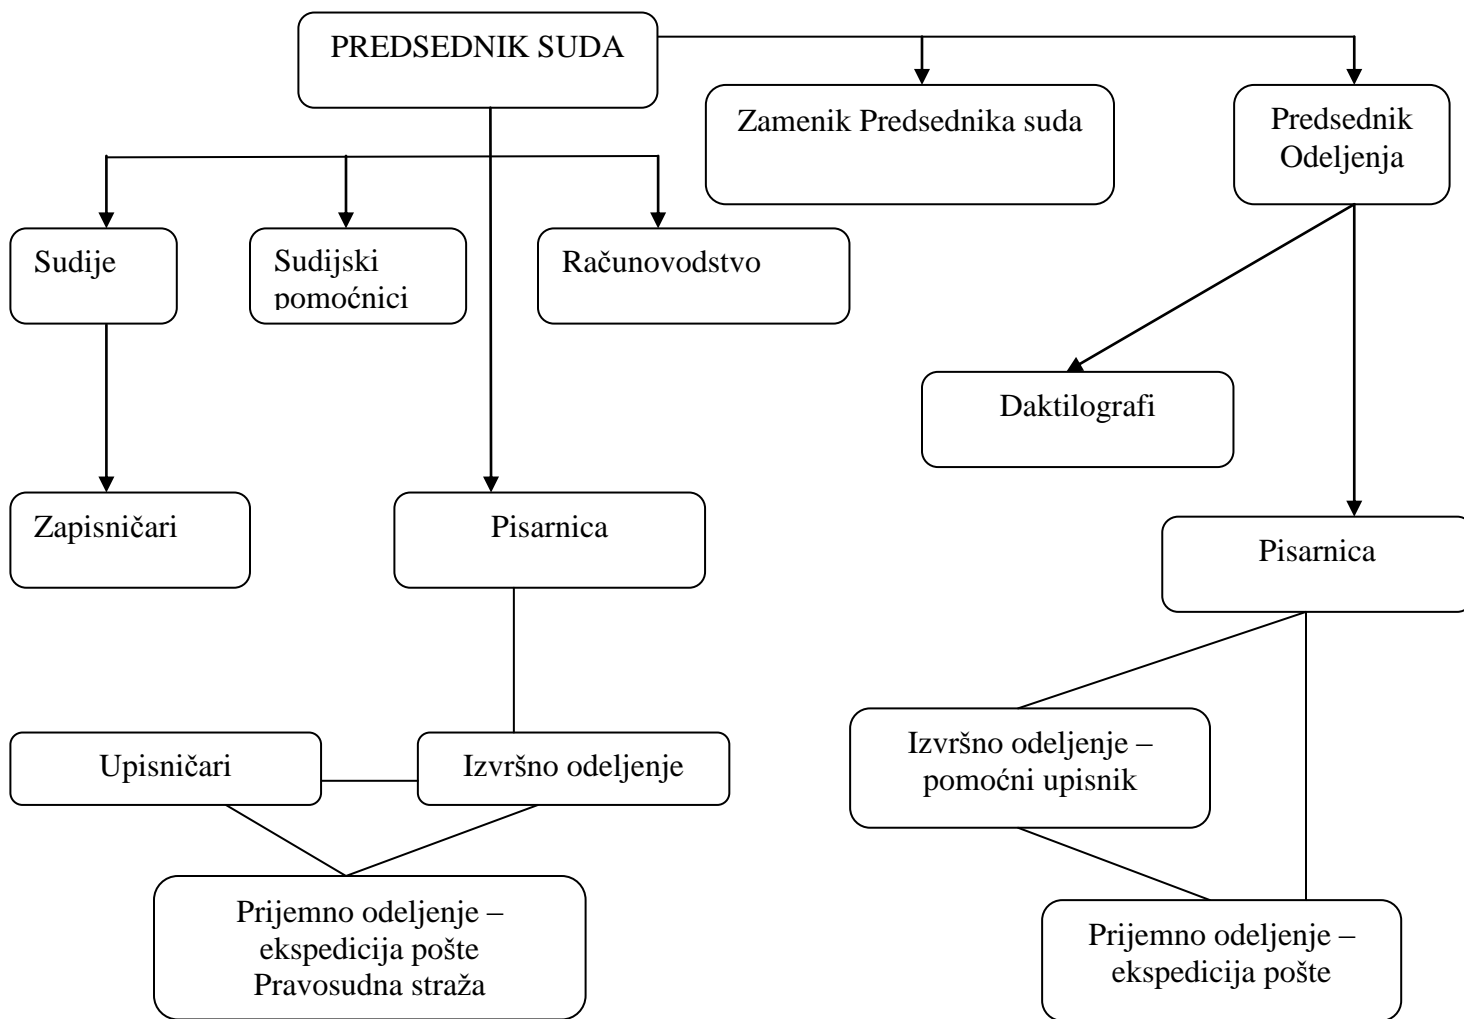 PREDSEDNIK SUDA
Zamenik Predsednika suda
Predsednik
Odeljenja
Sudije
Sudijski
pomoćnici
Računovodstvo
Daktilografi
Zapisničari
Pisarnica
Pisarnica
Upisničari
Izvršno odeljenje
Izvršno odeljenje –
pomoćni upisnik
Prijemno odeljenje –
ekspedicija pošte
Pravosudna straža
Prijemno odeljenje –
ekspedicija pošte